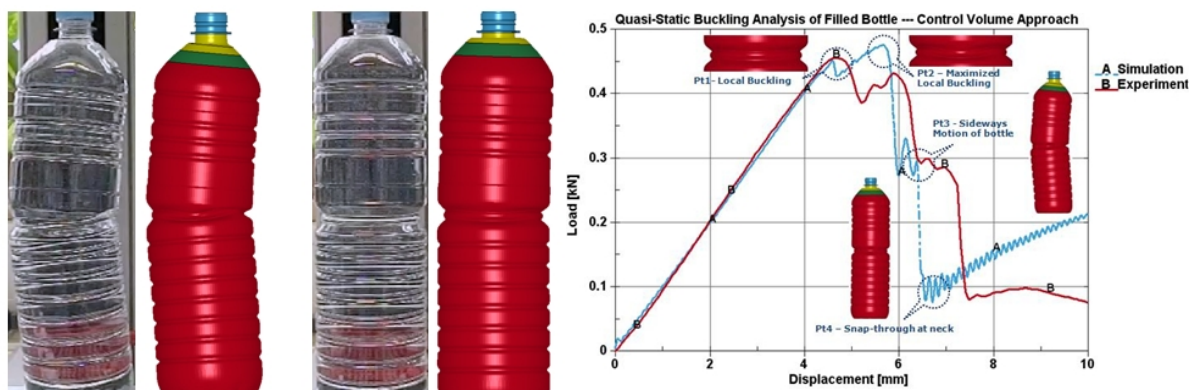 Quasi-Static Buckling Analysis of Filled Bottle --- Control Volume Approach
0.5
0.4
0.3
0.2
0.1
0
Load [kN]
0
2
4
6
8
10
Displacement [mm]
Pt1- Local Buckling
Pt2 – Maximized
Local Buckling
Pt3 - Sideways
Motion of bottle
Pt4 – Snap-through at neck
A Simulation
B Experiment
A
A
A
A
B
B
B
B
B